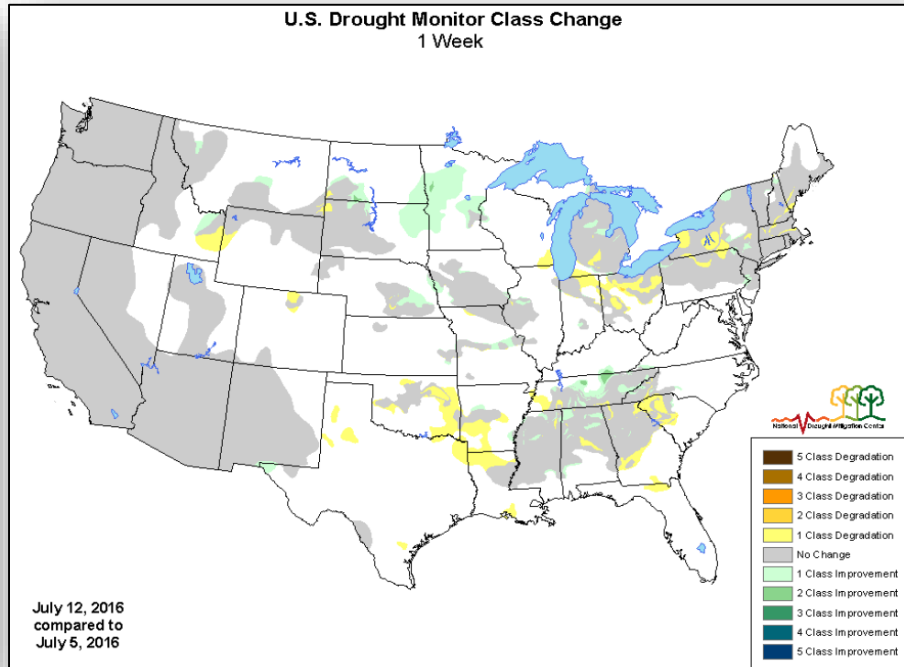 U.S. Drought Monitor Class Change
1 Week
National Drought Mitigation Center
5 Class Degradation
4 Class Degradation
3 Class Degradation
2 Class Degradation
1 Class Degradation
No Change
1 Class Improvement
2 Class Improvement
3 Class Improvement
4 Class Improvement
5 Class Improvement
July 12, 2016
compared to
July 5, 2016